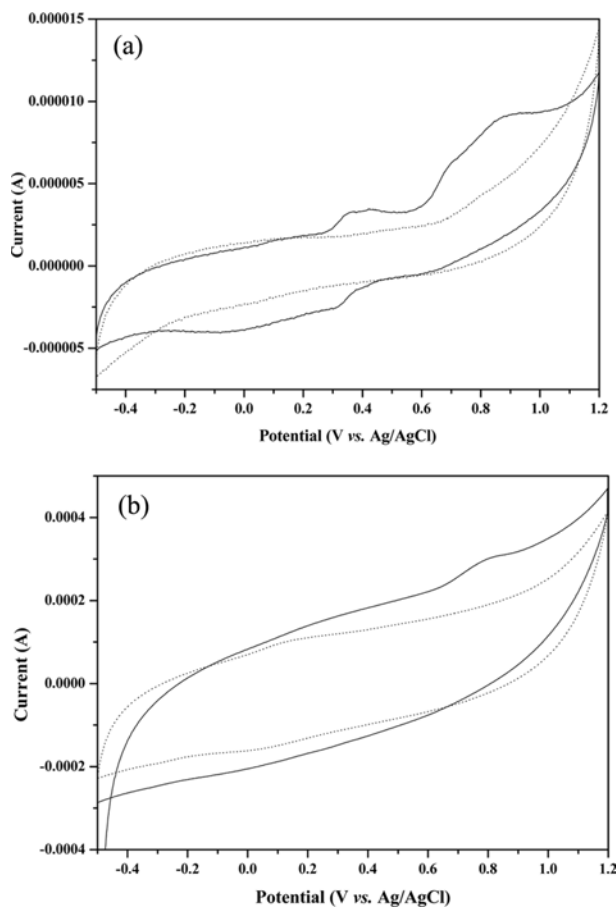 (a)
0.000015
0.000010
0.000005
0.000000
-0.000005
Current (A)
-0.4 -0.2 0.0 0.2 0.4 0.6 0.8 1.0 1.2
Potential (V vs. Ag/AgCl)
(b)
0.0004
0.0002
0.0000
-0.0002
-0.0004
Current (A)
-0.4 -0.2 0.0 0.2 0.4 0.6 0.8 1.0 1.2
Potential (V vs. Ag/AgCl)